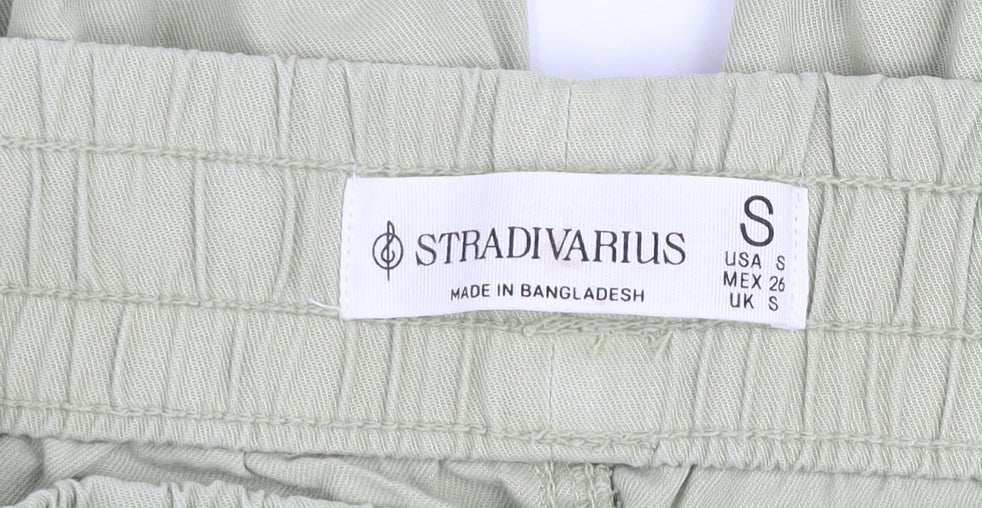 STRADIVARIUS
MADE IN BANGLADESH
S
USA S
MEX 26
UK S